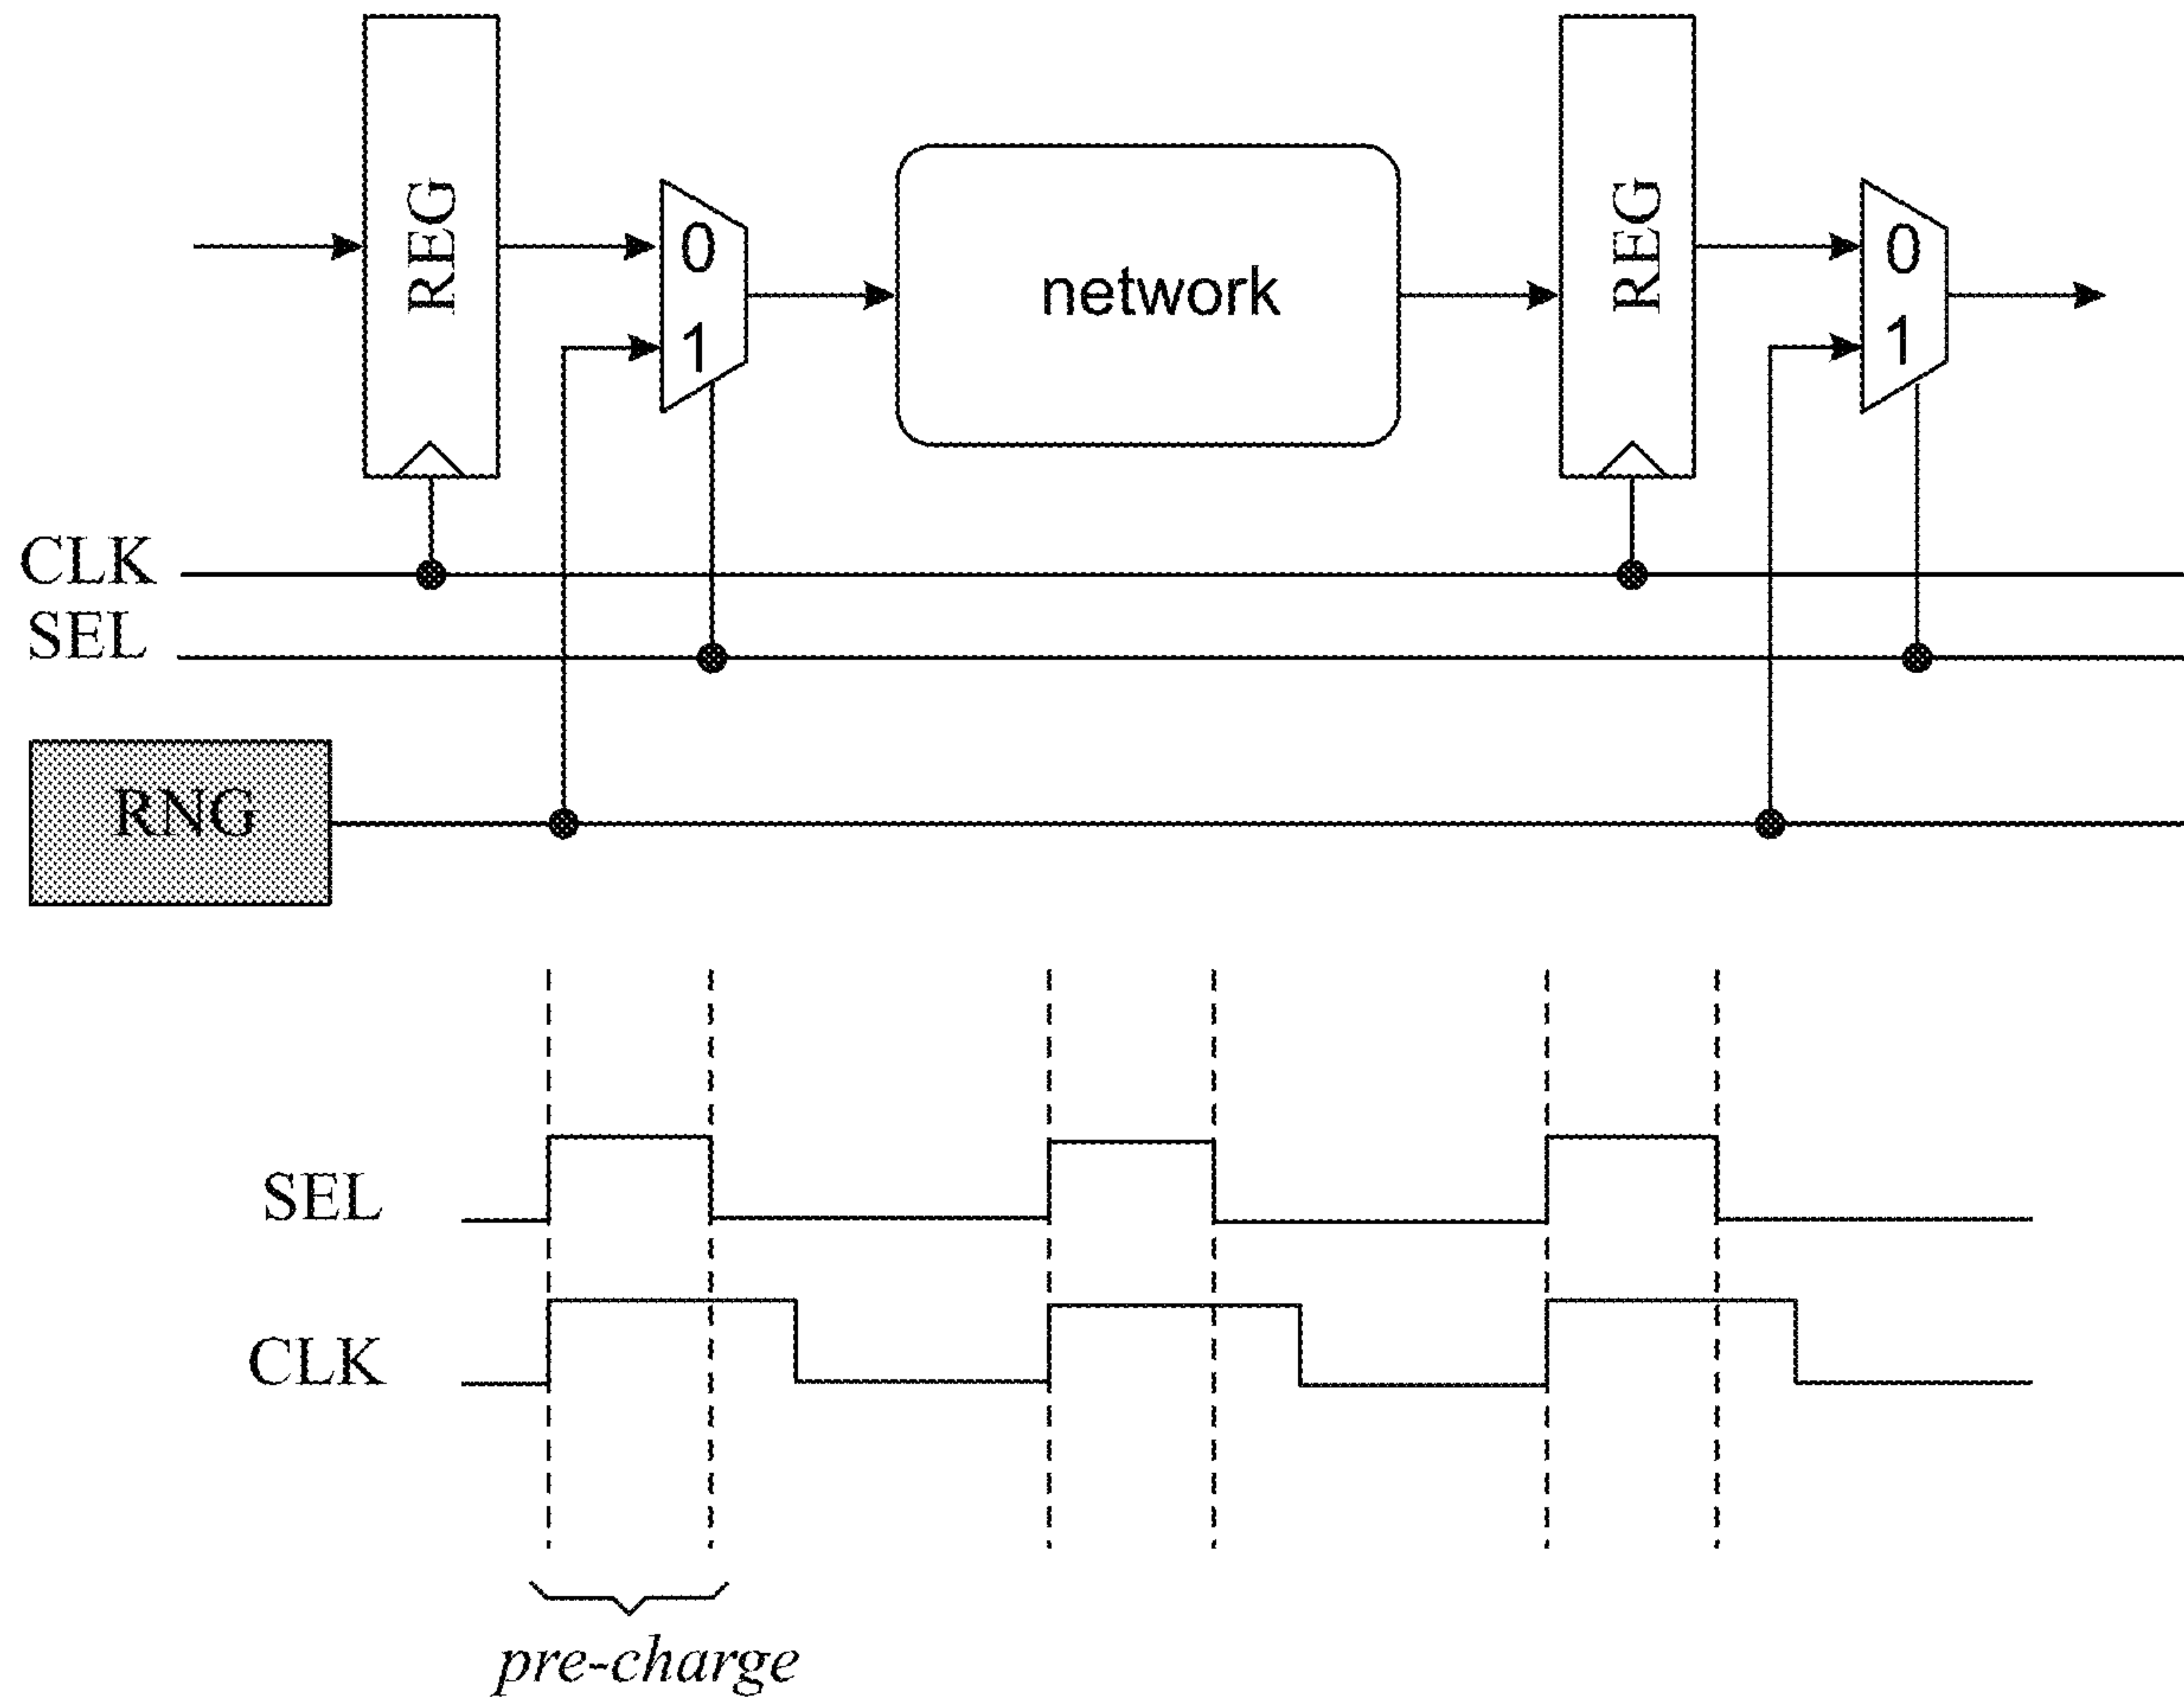 REG
REG
0
0
network
1
1
CLK
SEL
RNG
SEL
CLK
pre-charge